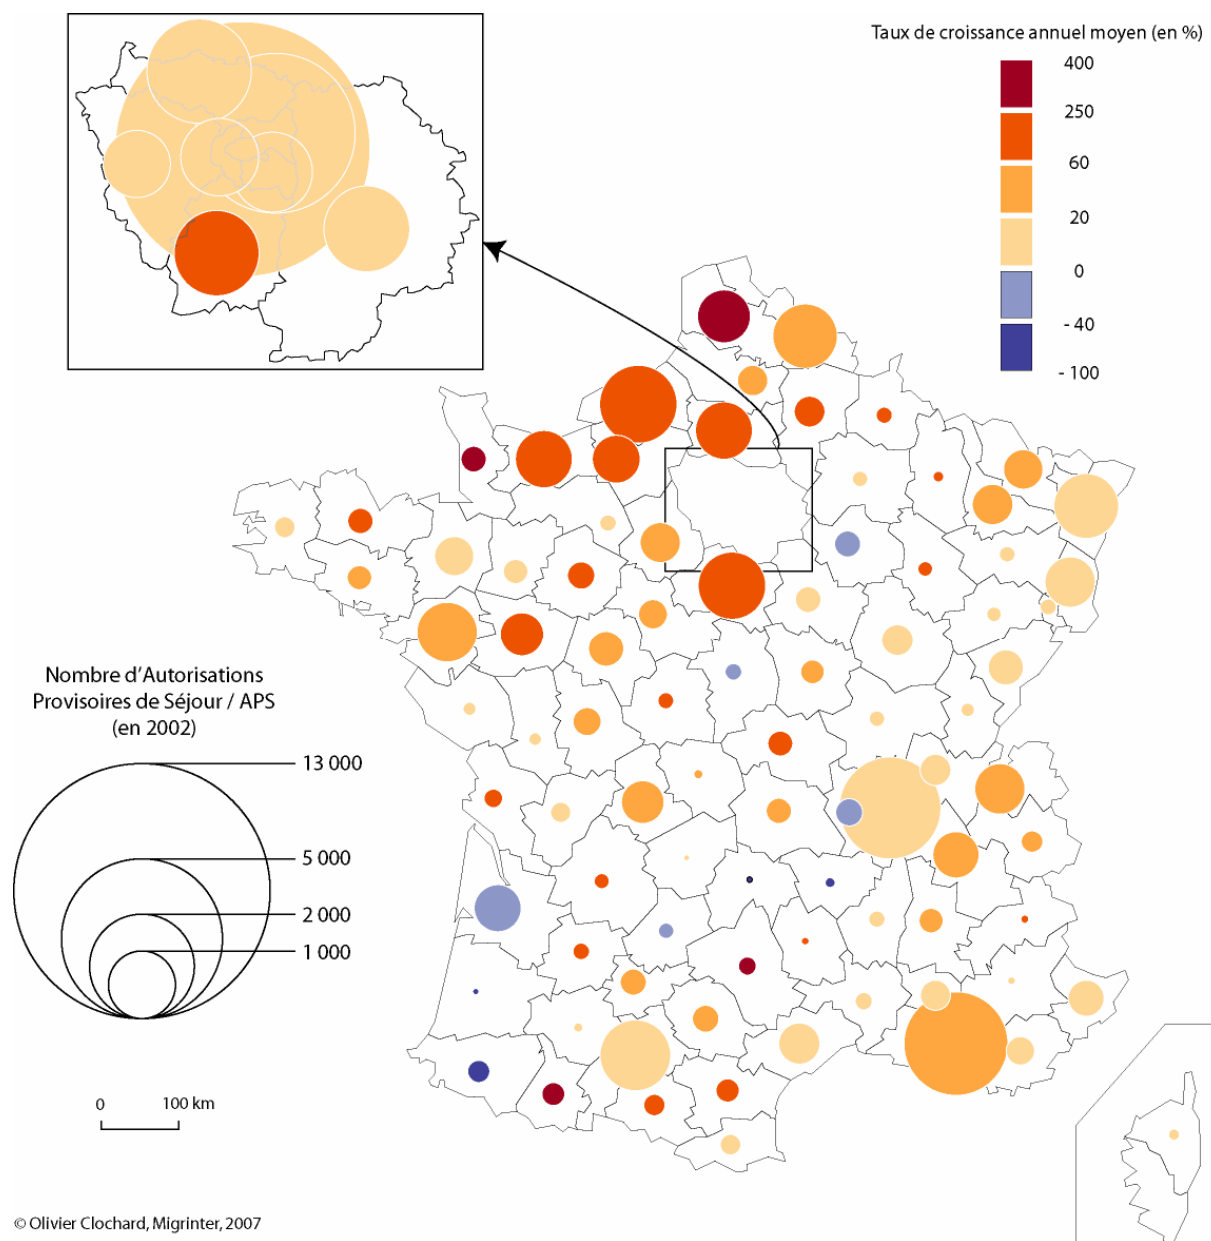 Taux de croissance annuel moyen (en %)
400
250
60
20
0
- 40
- 100
Nombre d’Autorisations
Provisoires de Séjour / APS
(en 2002)
13 000
5 000
2 000
1 000
0 100 km
© Olivier Clochard, Migrinter, 2007